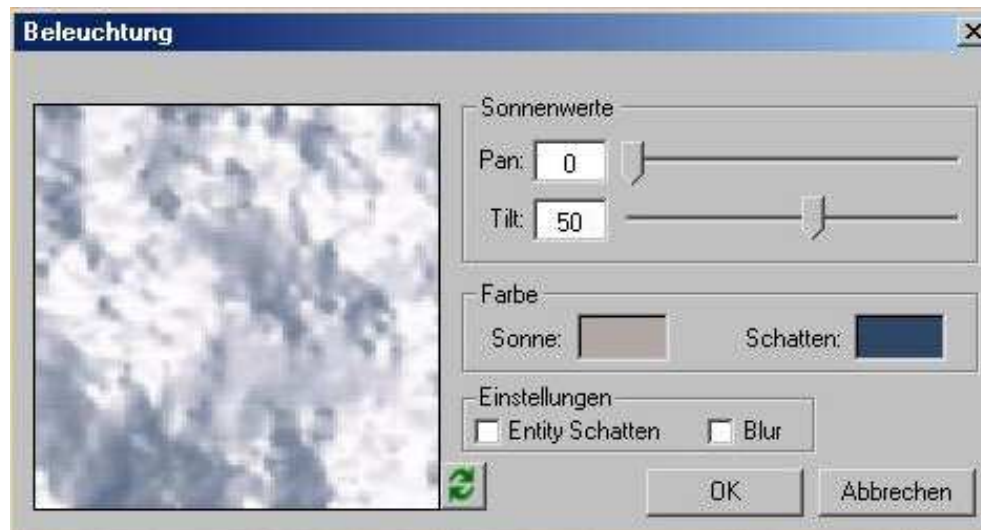 Beleuchtung
Sonnenwerte
Pan: 0
Tilt: 50
Farbe
Sonne: Schatten:
Einstellungen
Entity Schatten Blur
OK Abbrechen